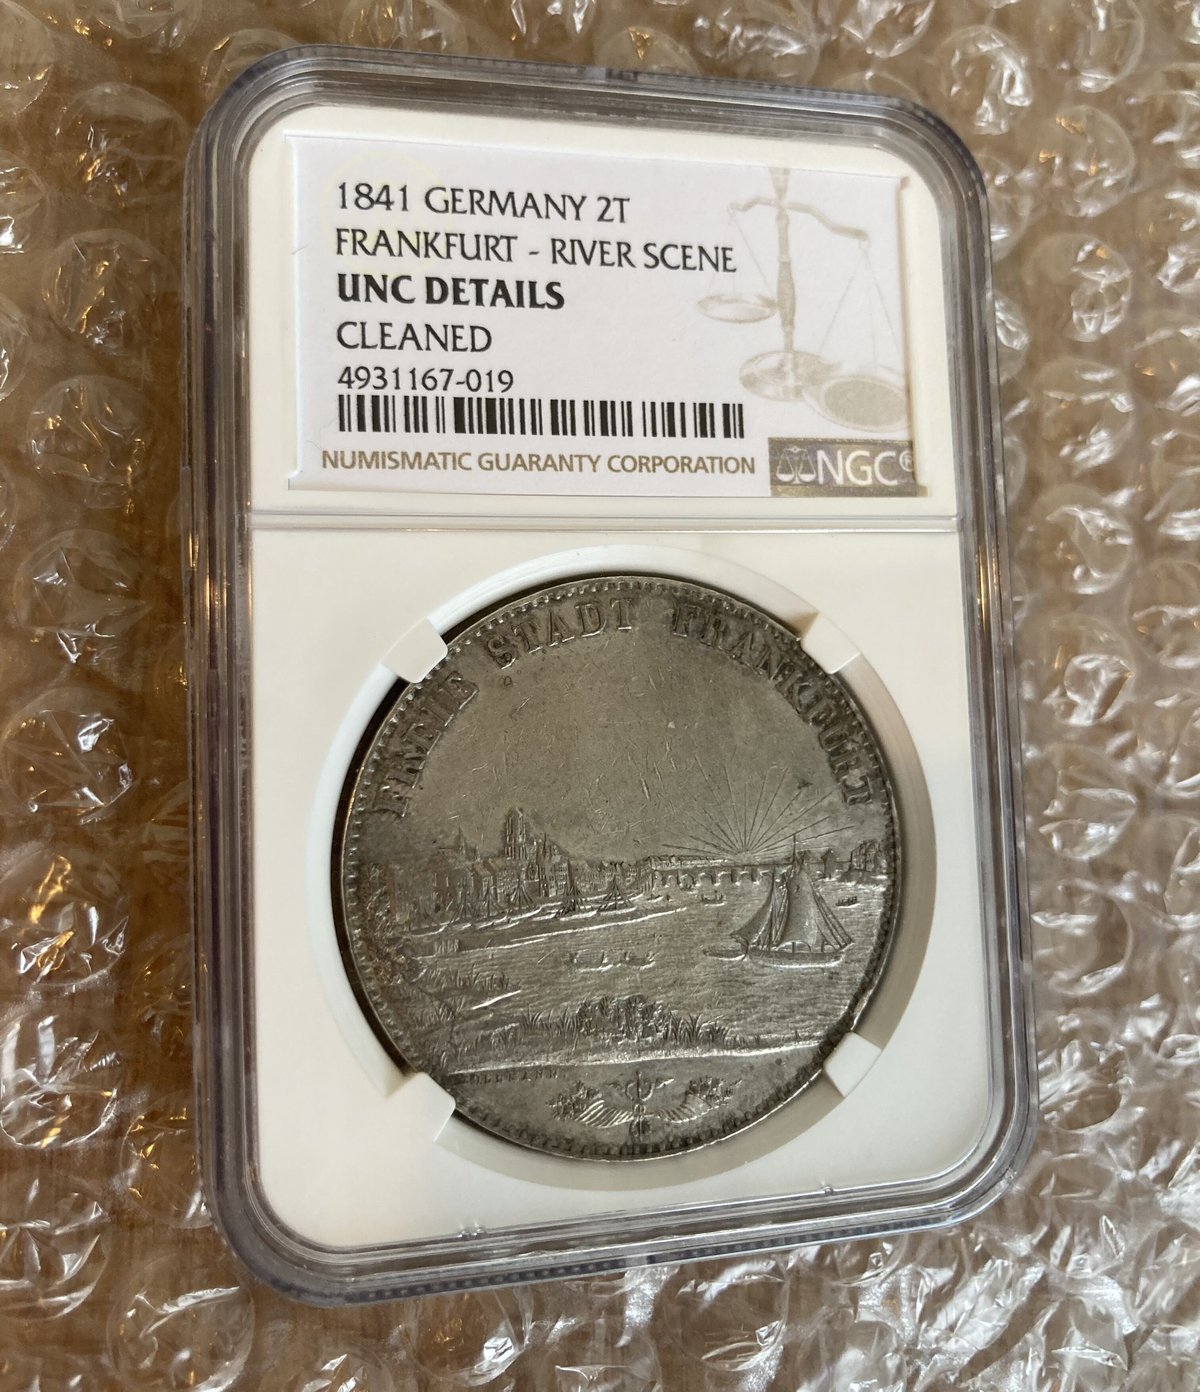 1841 GERMANY 2T
FRANKFURT - RIVER SCENE
UNC DETAILS
CLEANED
4931167-019
NUMISMATIC GUARANTY CORPORATION
NGC®
FREIE STADT FRANKFURT